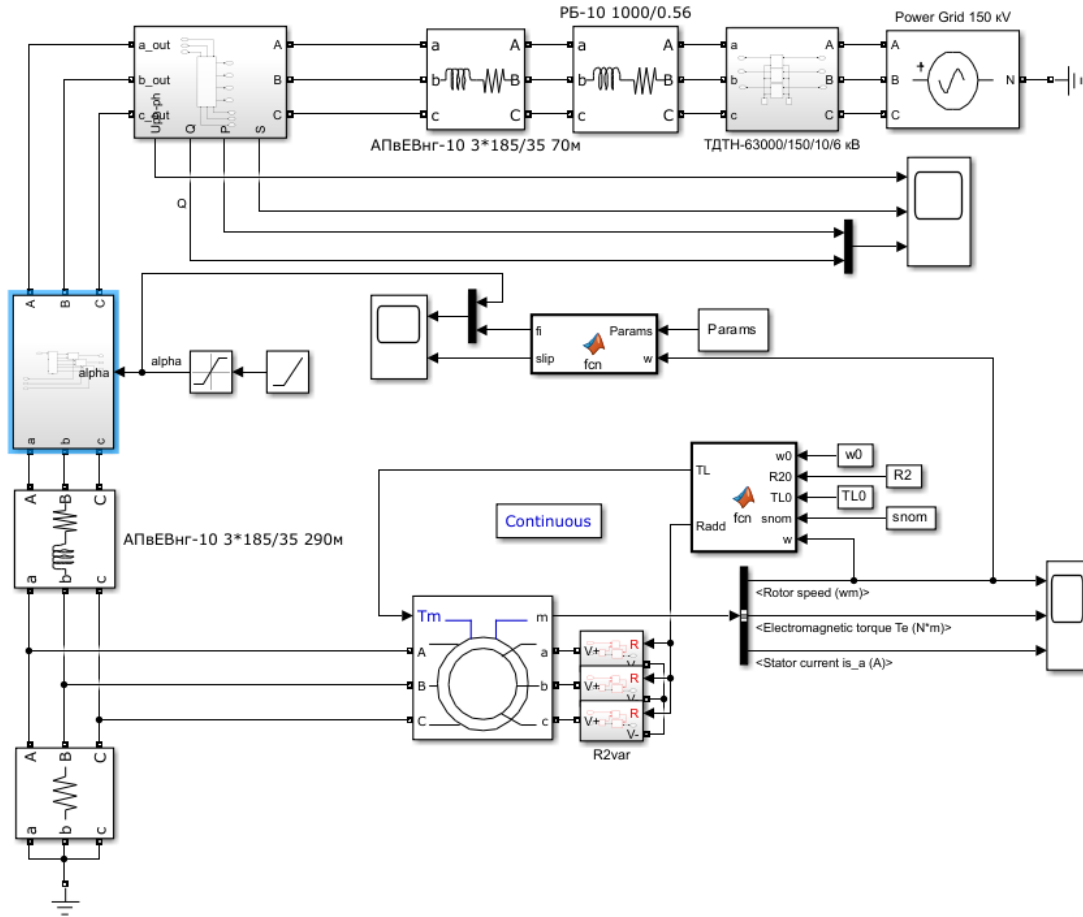 РБ-10 1000/0.56
Power Grid 150 кV
a_out
b_out
c_out
A
B
C
Uph-ph
Q
P
S
a
b
c
A
B
C
a
b
c
A
B
C
a
b
c
A
B
C
A
B
C
N
АПвЕВнг-10 3*185/35 70м
ТДТН-63000/150/10/6 кВ
Q
A
B
C
alpha
a
b
c
alpha
fi
slip
Params
w
fcn
Params
TL
Radd
w0
R20
TL0
snom
w
fcn
w0
R2
TL0
snom
Continuous
A
B
C
a
b
c
АПвЕВнг-10 3*185/35 290м
<Rotor speed (wm)>
<Electromagnetic torque Te (N*m)>
<Stator current is_a (A)>
Tm
m
A
B
C
a
b
c
V+
R
V+
R
V-
V+
R
V-
R2var
A
B
C
a
b
c